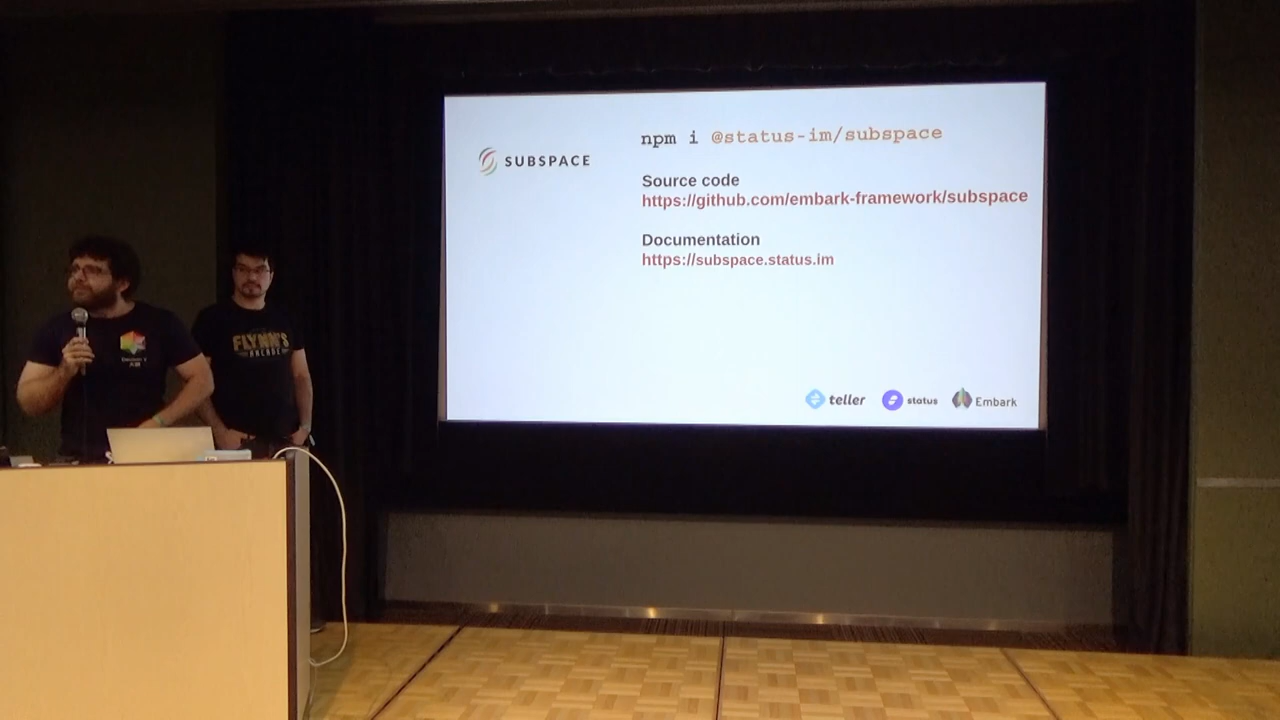 SUBSPACE
npm i @status-im/subspace
Source code
https://github.com/embark-framework/subspace
Documentation
https://subspace.status.im
teller
status
Embark
FLYNN'S
ARCADE